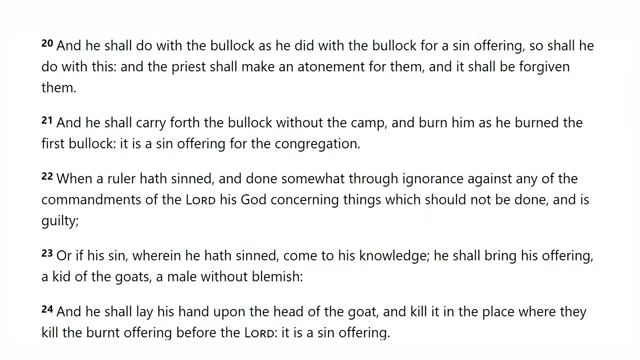 20 And he shall do with the bullock as he did with the bullock for a sin offering, so shall he
do with this: and the priest shall make an atonement for them, and it shall be forgiven
them.
21 And he shall carry forth the bullock without the camp, and burn him as he burned the
first bullock: it is a sin offering for the congregation.
22 When a ruler hath sinned, and done somewhat through ignorance against any of the
commandments of the LORD his God concerning things which should not be done, and is
guilty;
23 Or if his sin, wherein he hath sinned, come to his knowledge; he shall bring his offering,
a kid of the goats, a male without blemish:
24 And he shall lay his hand upon the head of the goat, and kill it in the place where they
kill the burnt offering before the LORD: it is a sin offering.